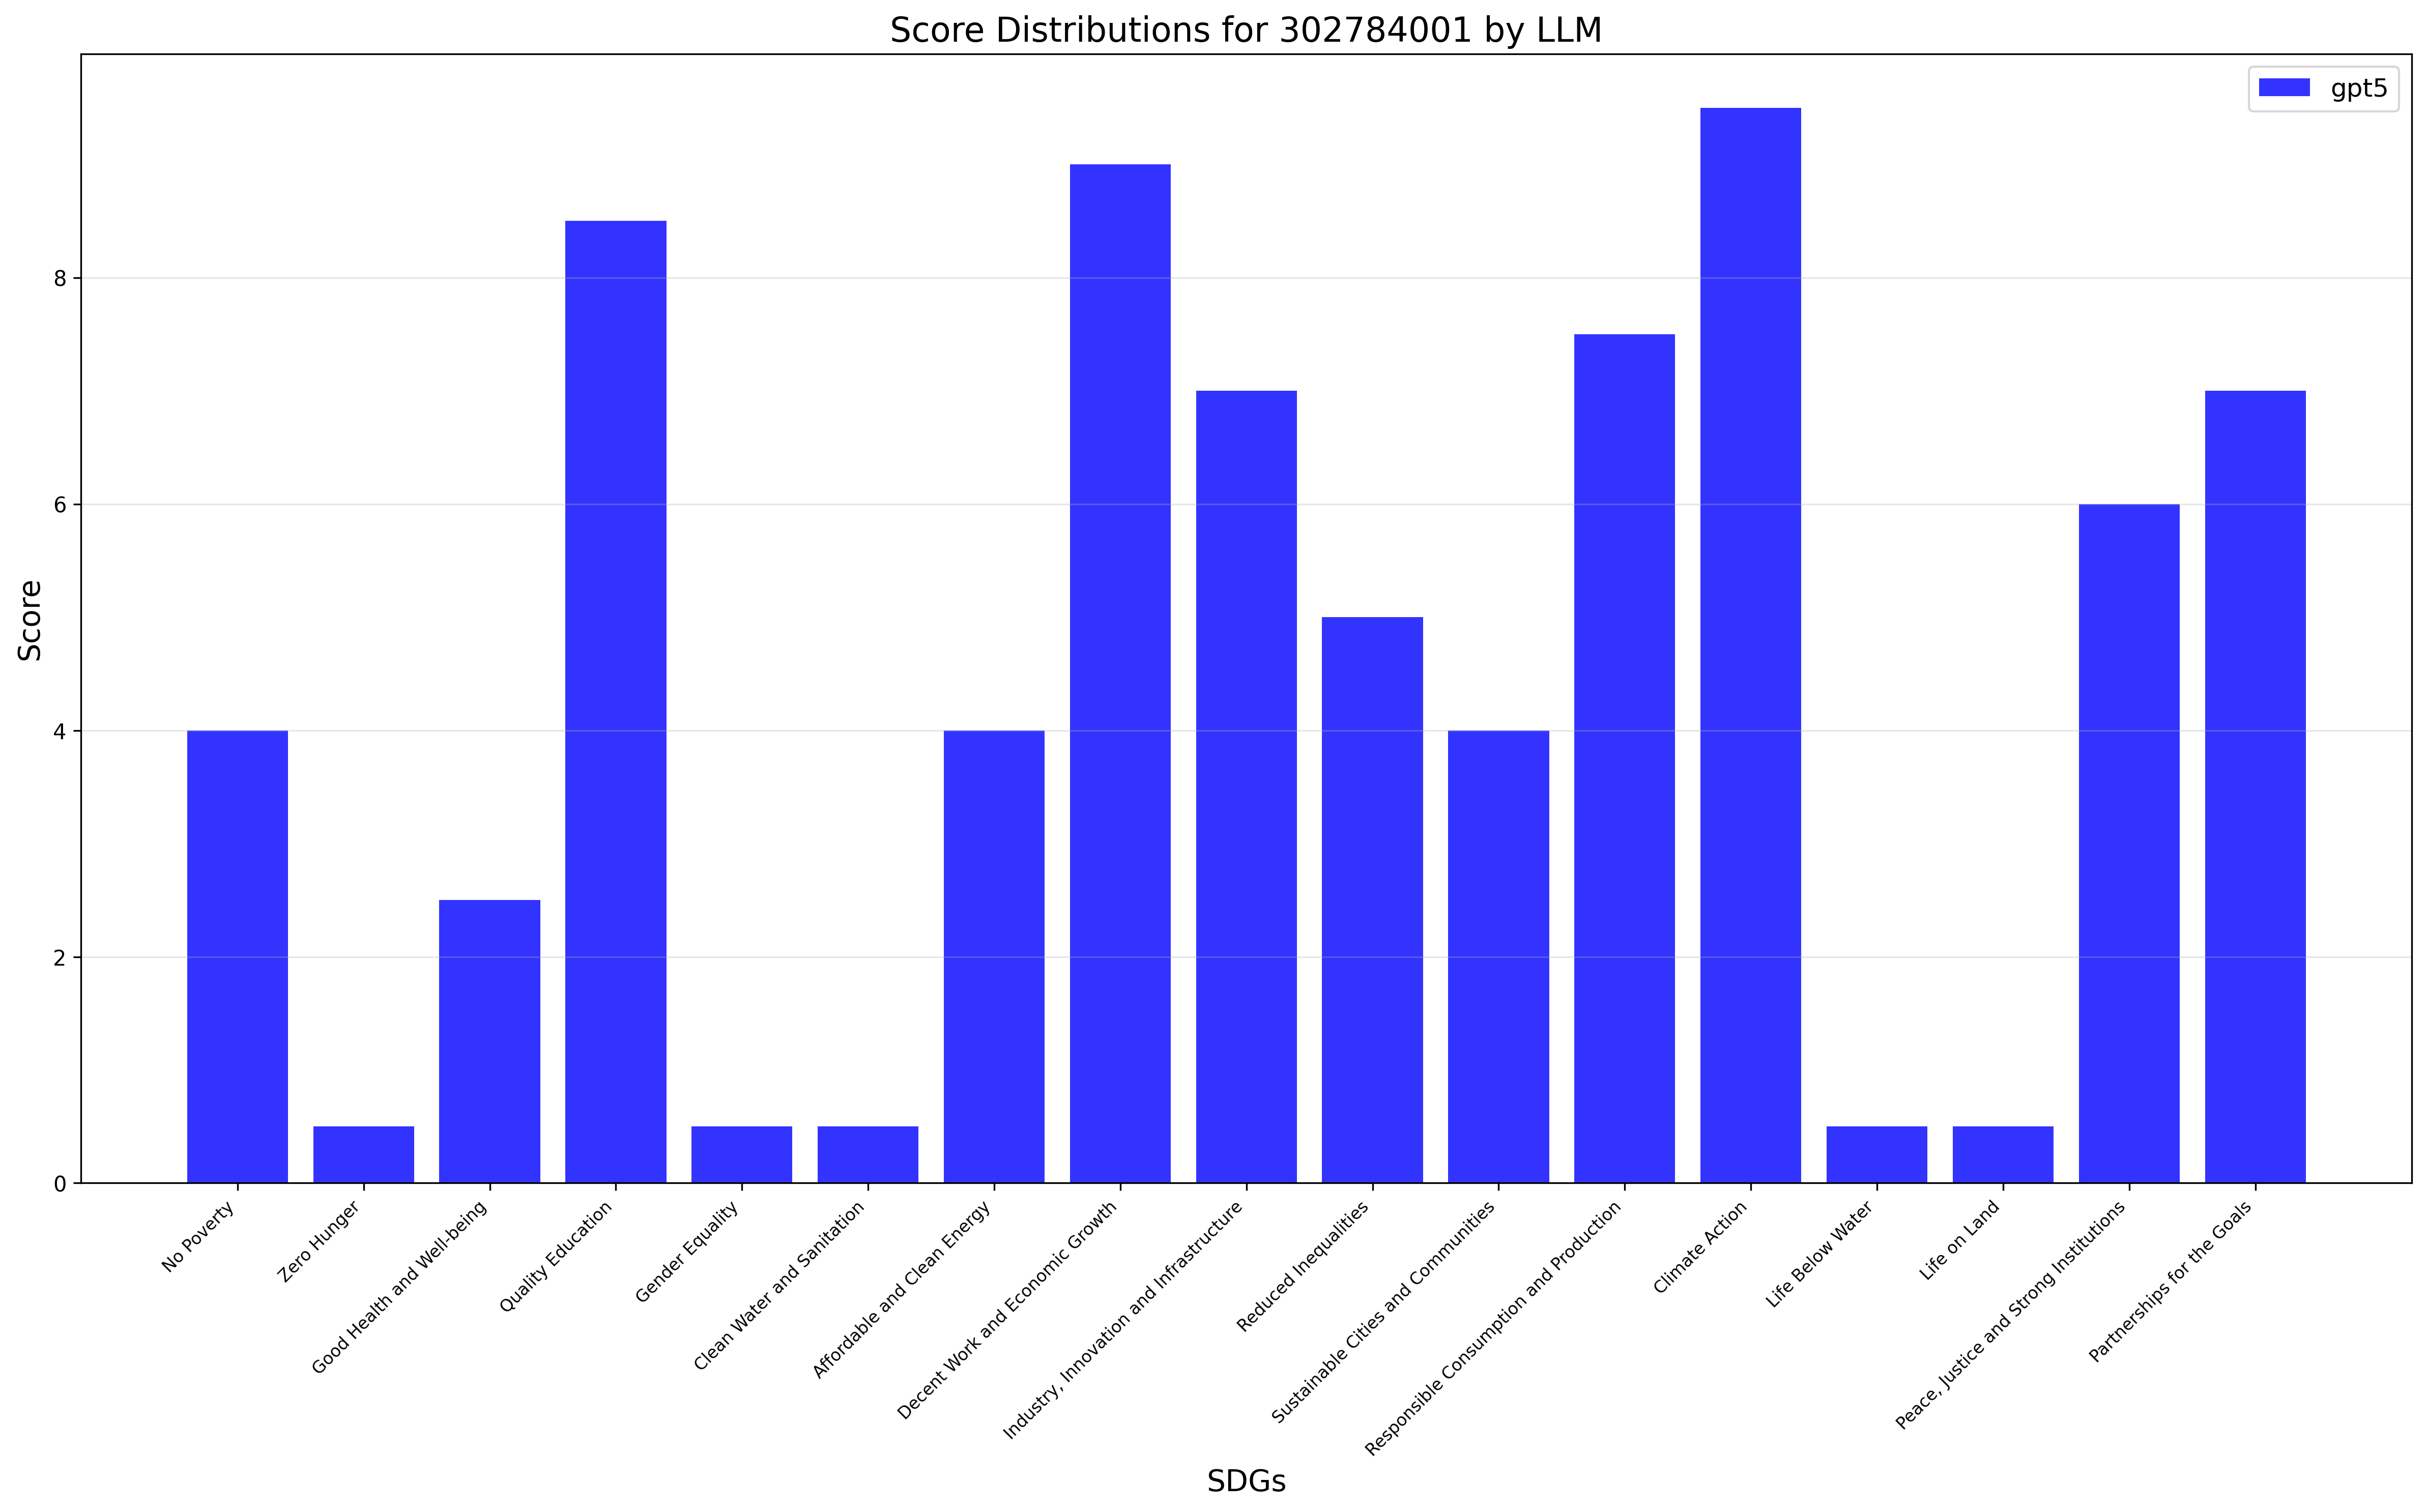 Score Distributions for 302784001 by LLM
gpt5
Score
8
6
4
2
0
No Poverty
Zero Hunger
Good Health and Well-being
Quality Education
Gender Equality
Clean Water and Sanitation
Affordable and Clean Energy
Decent Work and Economic Growth
Industry, Innovation and Infrastructure
Reduced Inequalities
Sustainable Cities and Communities
Responsible Consumption and Production
Climate Action
Life Below Water
Life on Land
Peace, Justice and Strong Institutions
Partnerships for the Goals
SDGs